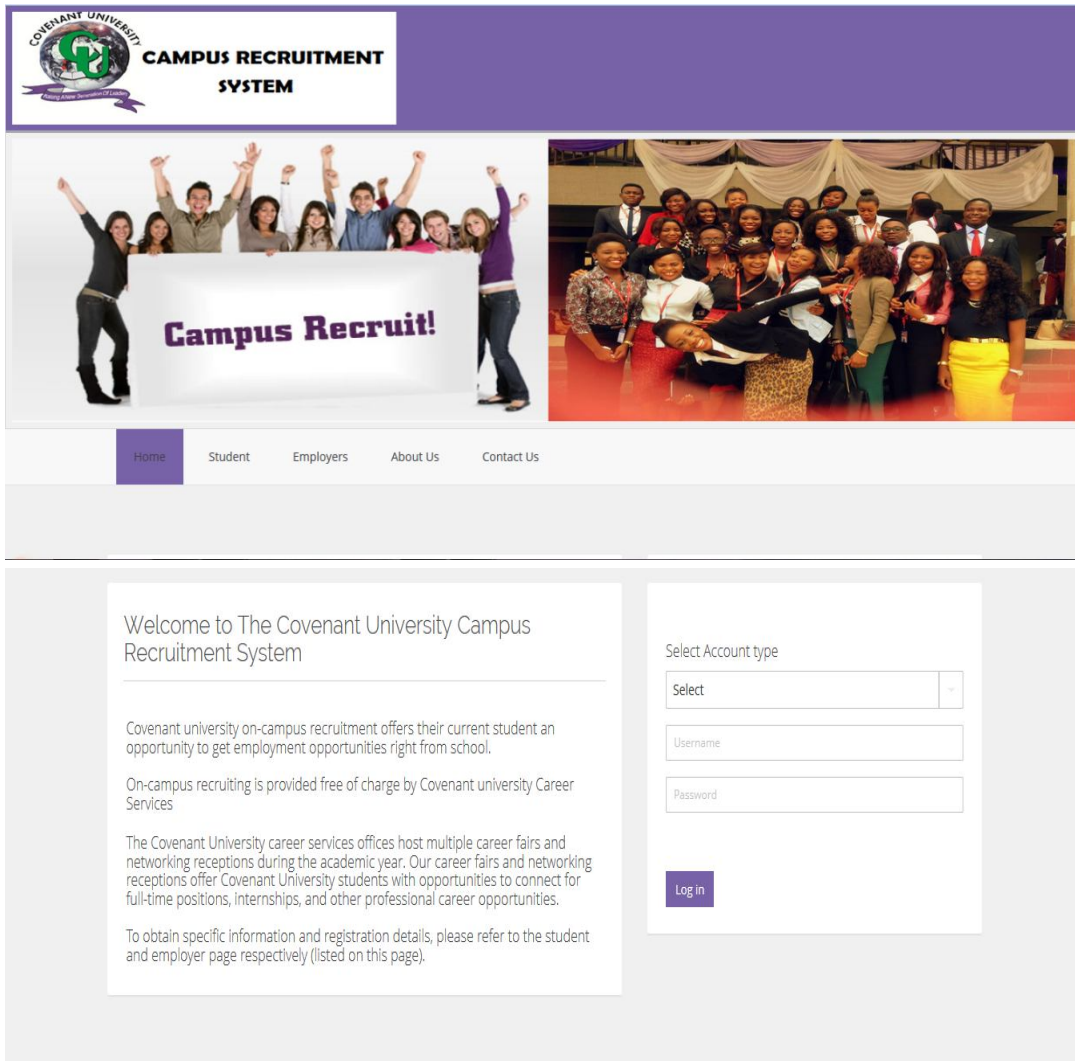 COVENANT UNIVERSITY
CU
Raising A New Generation Of Leaders
CAMPUS RECRUITMENT
SYSTEM
Campus Recruit!
Home Student Employers About Us Contact Us
Welcome to The Covenant University Campus
Recruitment System
Covenant university on-campus recruitment offers their current student an
opportunity to get employment opportunities right from school.
On-campus recruiting is provided free of charge by Covenant university Career
Services
The Covenant University career services offices host multiple career fairs and
networking receptions during the academic year. Our career fairs and networking
receptions offer Covenant University students with opportunities to connect for
full-time positions, internships, and other professional career opportunities.
To obtain specific information and registration details, please refer to the student
and employer page respectively (listed on this page).
Select Account type
Select
Username
Password
Log in